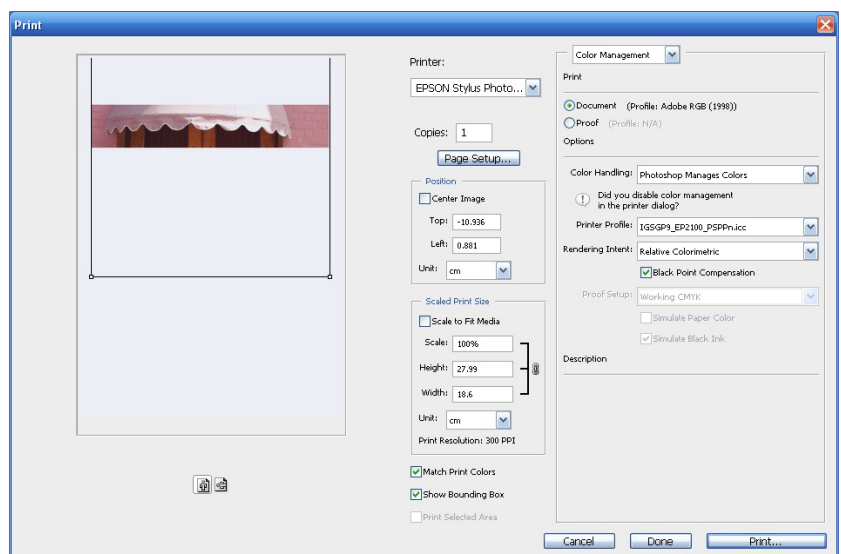 Print
Printer:
EPSON Stylus Photo...
Copies: 1
Page Setup...
Position
Center Image
Top: -10.936
Left: 0.881
Unit: cm
Scaled Print Size
Scale to Fit Media
Scale: 100%
Height: 27.99
Width: 18.6
Unit: cm
Print Resolution: 300 PPI
Match Print Colors
Show Bounding Box
Print Selected Area
Color Management
Print
Document (Profile: Adobe RGB (1998))
Proof (Profile: N/A)
Options
Color Handling: Photoshop Manages Colors
Did you disable color management
in the printer dialog?
Printer Profile: IGSGP9_EP2100_PSPPn.icc
Rendering Intent: Relative Colorimetric
Black Point Compensation
Proof Setup: Working CMYK
Simulate Paper Color
Simulate Black Ink
Description
Cancel Done Print...